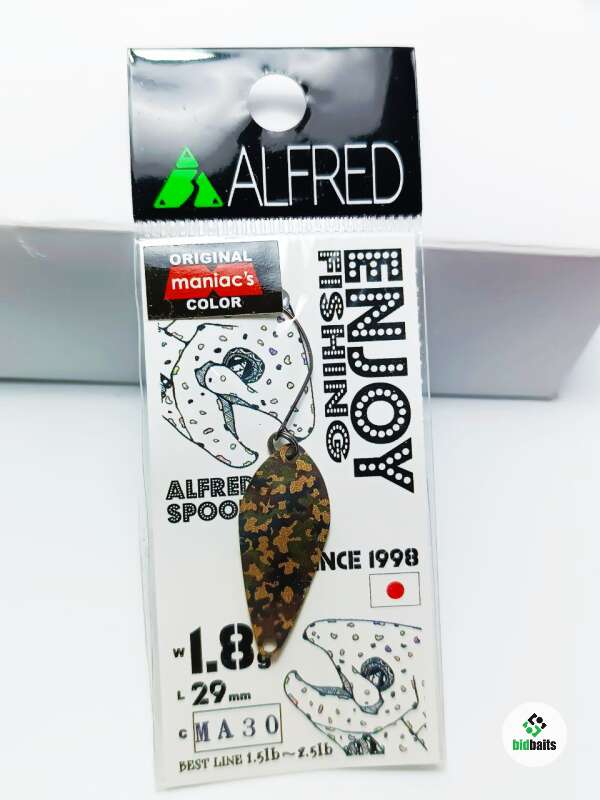 ALFRED
ORIGINAL
maniac's
COLOR
ENJOY
FISHING
ALFRED
SPOO
NCE 1998
W 1.8g
L 29mm
C MA30
BEST LINE 1.5lb~2.5lb
bidbaits